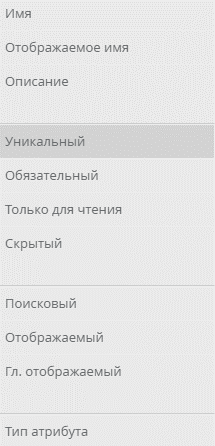 Имя
Отображаемое имя
Описание
Уникальный
Обязательный
Только для чтения
Скрытый
Поисковый
Отображаемый
Гл. отображаемый
Тип атрибута